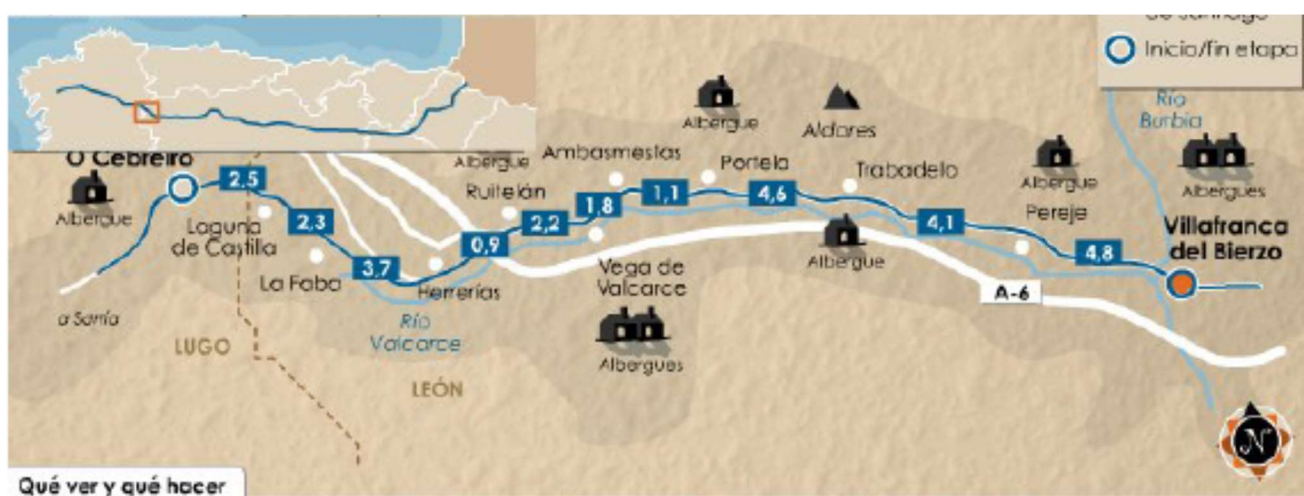 de Santiago
Inicio/fin etapa
Río
Burbia
Albergue
Aldares
Albergue
Albergues
O Cebreiro
Albergue
2,5
Laguna
de Castilla
2,3
La Faba
3,7
Herrerías
0,9
Albergue
Ruitelán
2,2
1,8
Ambasmestas
1,1
Portela
4,6
Trabadelo
Albergue
4,1
Pereje
4,8
Villafranca
del Bierzo
Vega de
Valcarce
Albergues
A-6
a Sarria
Río
Valcarce
LUGO
LEÓN
N
Qué ver y qué hacer